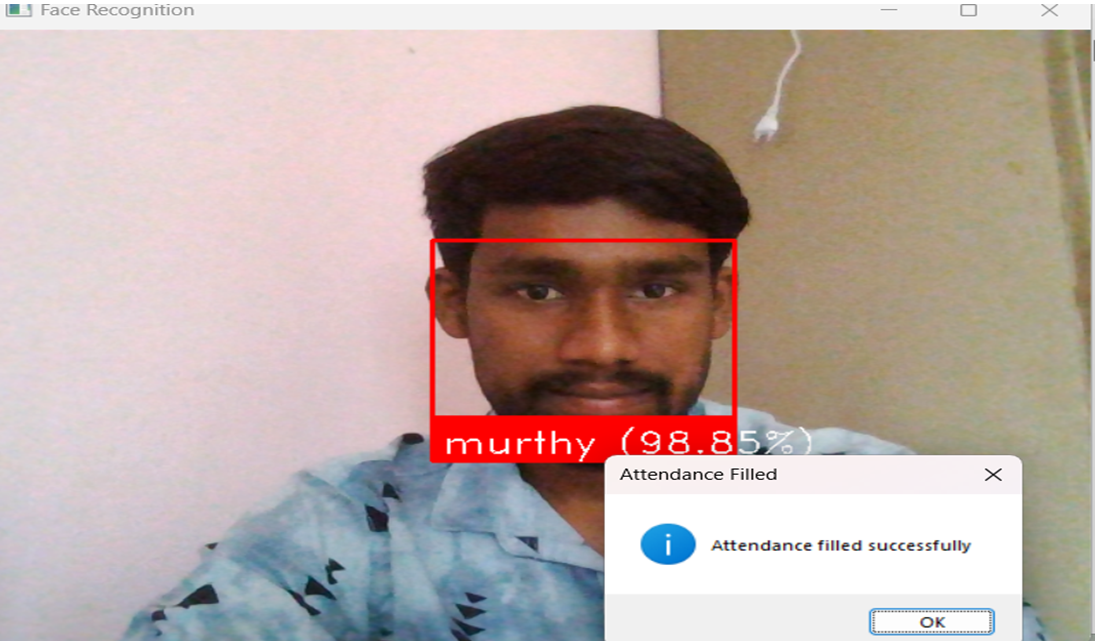 Face Recognition
murthy (98.85%)
Attendance Filled
Attendance filled successfully
OK